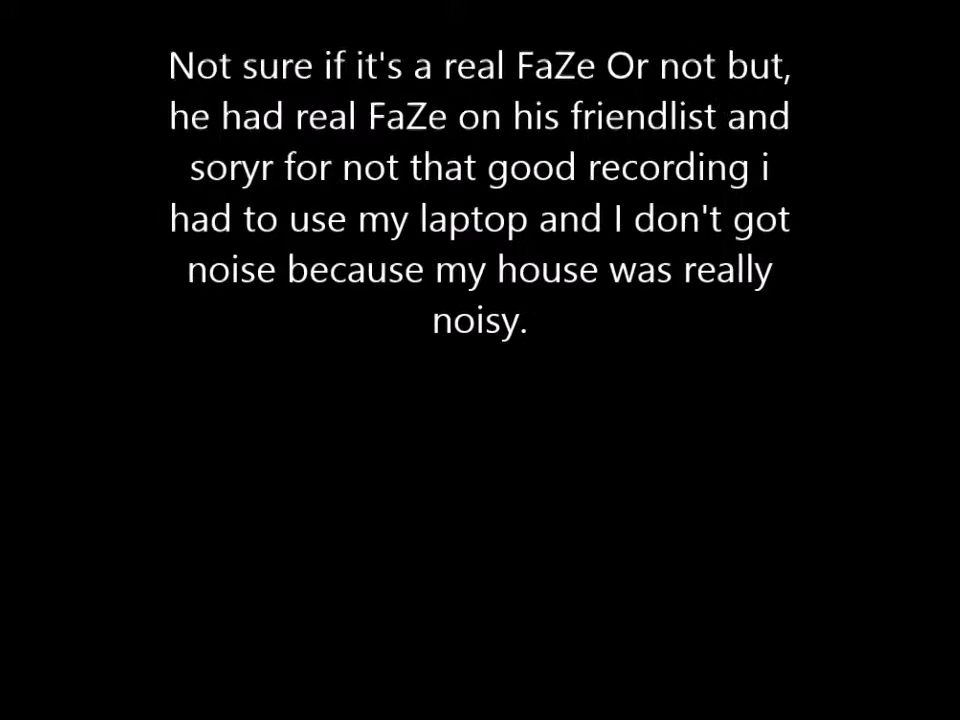 Not sure if it's a real FaZe Or not but,
he had real FaZe on his friendlist and
soryr for not that good recording i
had to use my laptop and I don't got
noise because my house was really
noisy.